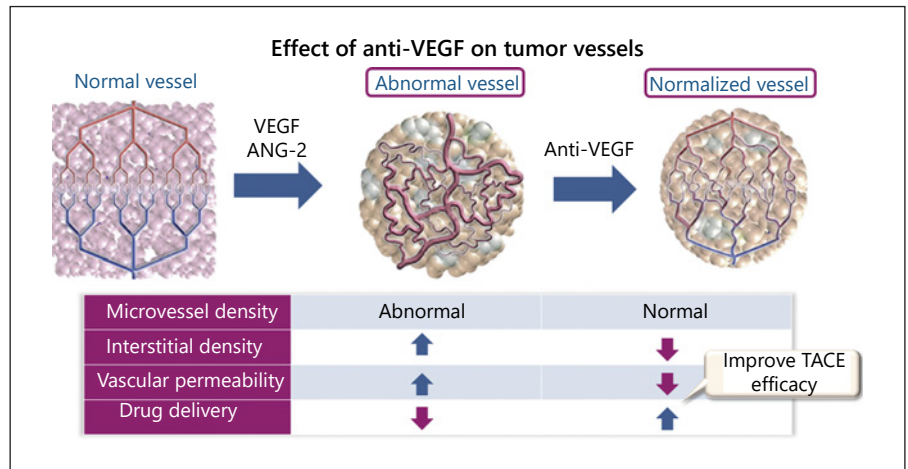 Effect of anti-VEGF on tumor vessels
Normal vessel
Abnormal vessel
Normalized vessel
VEGF
ANG-2
Anti-VEGF
Microvessel density Abnormal Normal
Interstitial density
Vascular permeability
Drug delivery
Improve TACE
efficacy